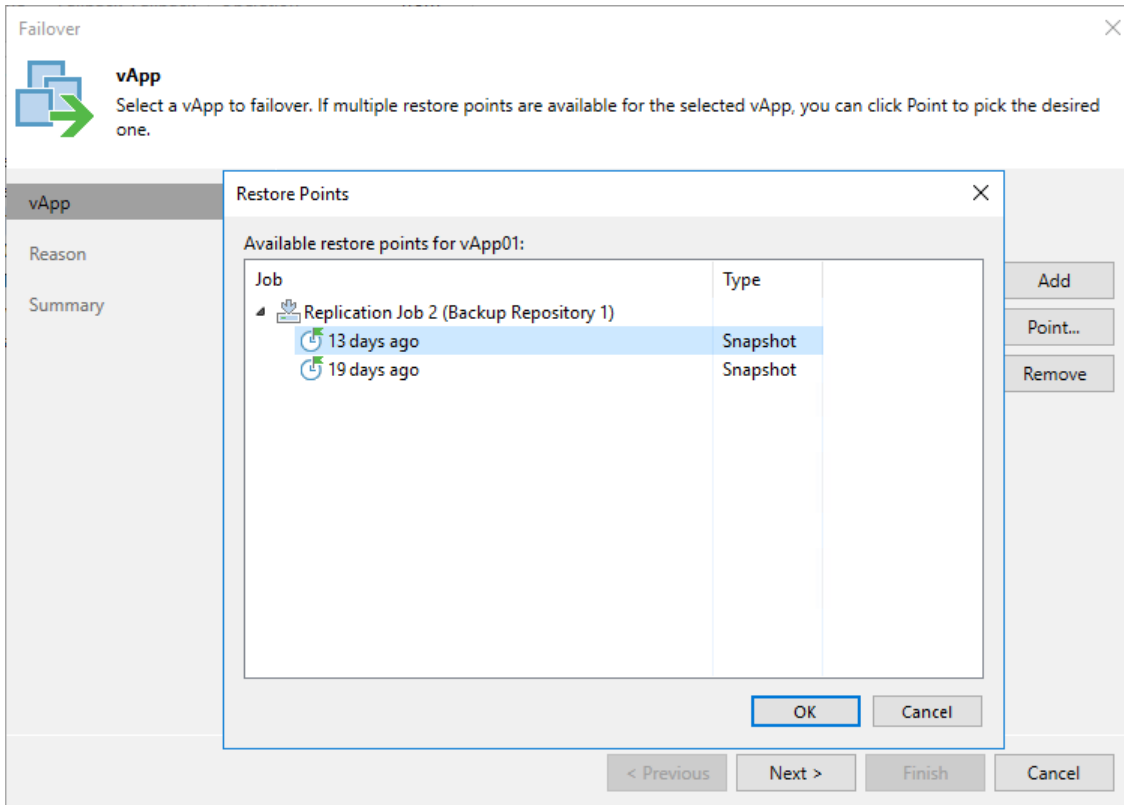 Failover
vApp
Select a vApp to failover. If multiple restore points are available for the selected vApp, you can click Point to pick the desired
one.
vApp
Reason
Summary
Restore Points
Available restore points for vApp01:
Job Type
Replication Job 2 (Backup Repository 1)
13 days ago Snapshot
19 days ago Snapshot
OK Cancel
Add
Point...
Remove
< Previous Next > Finish Cancel